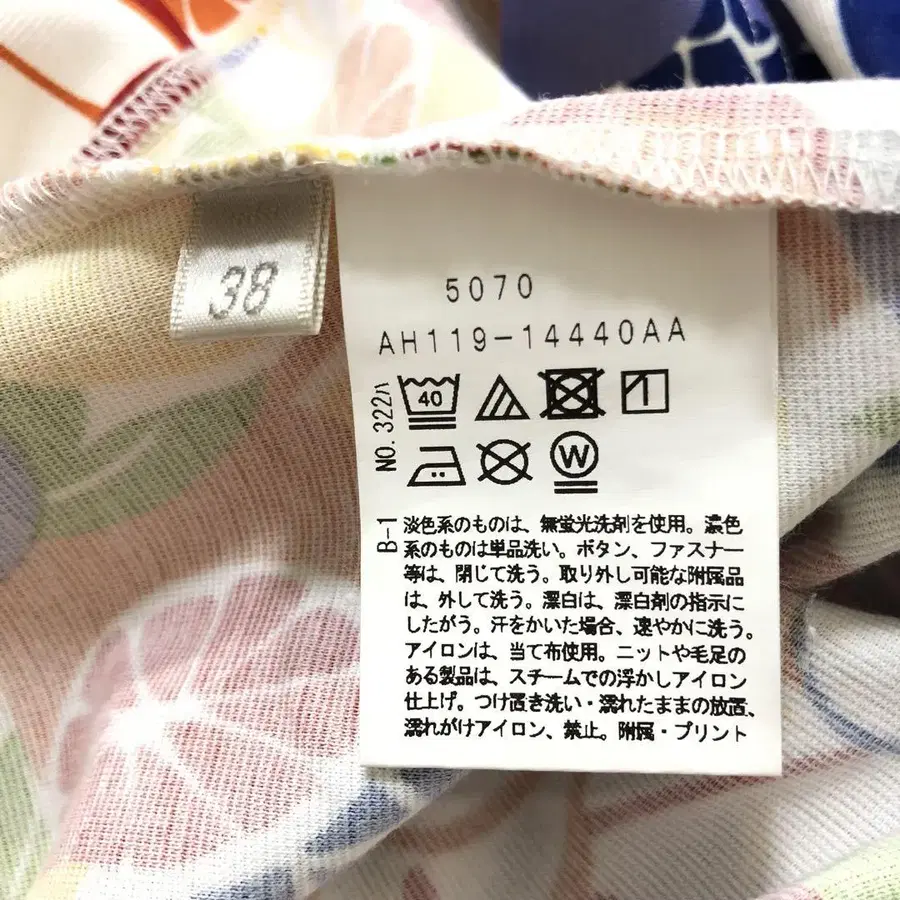 38
5070
AH119-14440AA
NO.322ハ
40
W
B-1
淡色系のものは、無蛍光洗剤を使用。濃色
系のものは単品洗い。ボタン、ファスナー
等は、閉じて洗う。取り外し可能な附属品
は、外して洗う。漂白は、漂白剤の指示に
したがう。汗をかいた場合、速やかに洗う。
アイロンは、当て布使用。ニットや毛足の
ある製品は、スチームでの浮かしアイロン
仕上げ。つけ置き洗い・濡れたままの放置、
濡れがけアイロン、禁止。附属・プリント